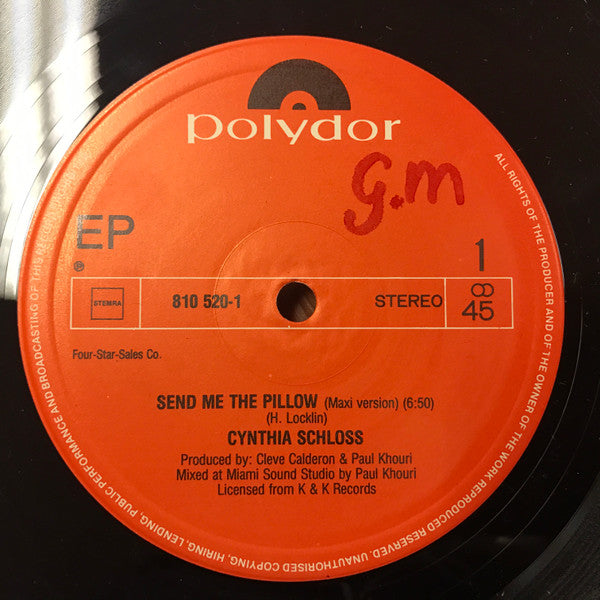 polydor
g.m
EP
1
℗
STEMRA
810 520-1
STEREO
45
Four-Star-Sales Co.
SEND ME THE PILLOW (Maxi version) (6:50)
(H. Locklin)
CYNTHIA SCHLOSS
Produced by: Cleve Calderon & Paul Khouri
Mixed at Miami Sound Studio by Paul Khouri
Licensed from K & K Records
ALL RIGHTS OF THE PRODUCER AND OF THE OWNER OF THE WORK REPRODUCED RESERVED. UNAUTHORISED COPYING, HIRING, LENDING, PUBLIC PERFORMANCE AND BROADCASTING OF THIS